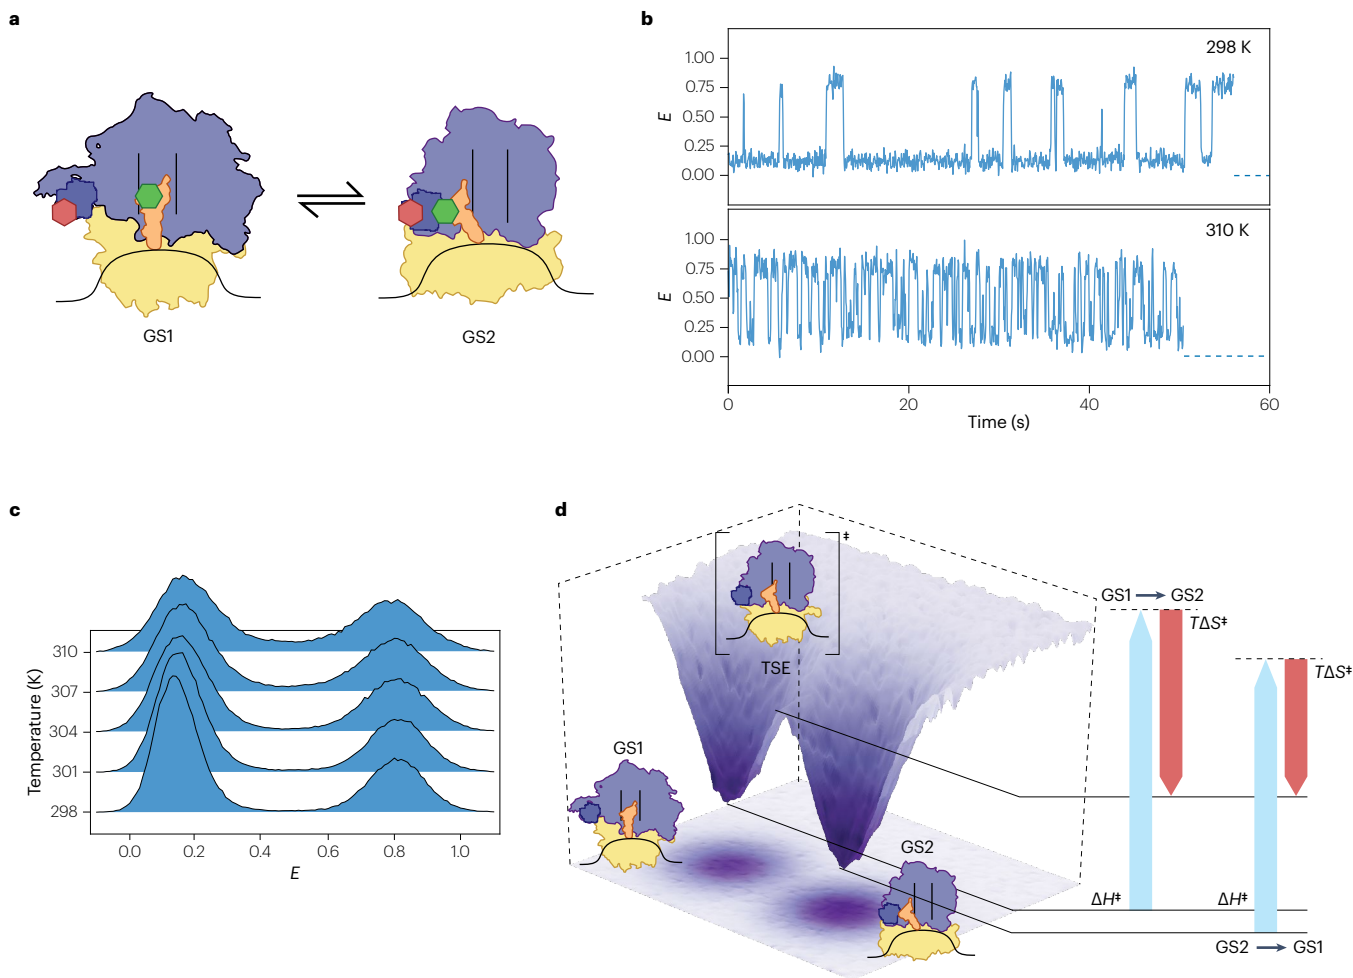 a
GS1
GS2
b
298 K
1.00
0.75
0.50
0.25
0.00
E
310 K
1.00
0.75
0.50
0.25
0.00
E
0
20
40
60
Time (s)
c
Temperature (K)
310
307
304
301
298
0.0
0.2
0.4
0.6
0.8
1.0
E
d
‡
TSE
GS1
GS2
GS1 → GS2
TΔS‡
TΔS‡
ΔH‡
ΔH‡
GS2 → GS1